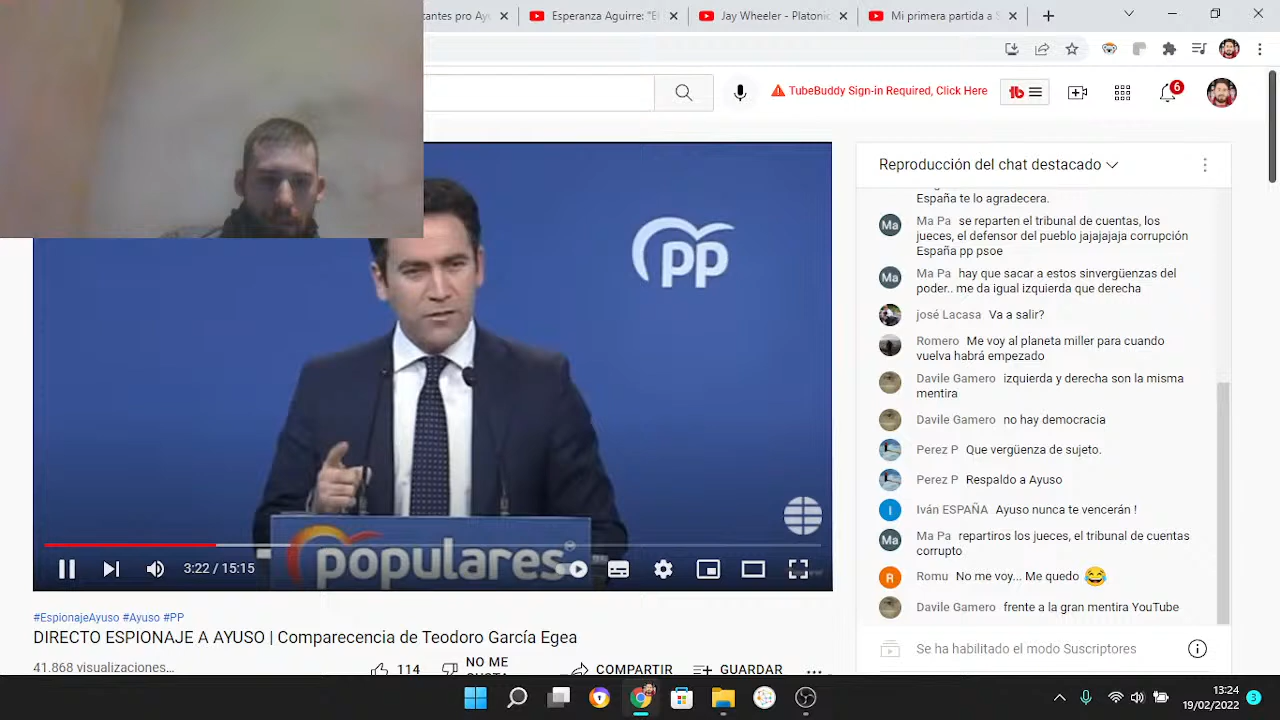 tantes pro Ayu
Esperanza Aguirre: "El
Jay Wheeler - Platonic
Mi primera partida a S
TubeBuddy Sign-in Required, Click Here
tb
6
pp
populares
3:22 / 15:15
#EspionajeAyuso #Ayuso #PP
DIRECTO ESPIONAJE A AYUSO | Comparecencia de Teodoro García Egea
41.868 visualizaciones...
114
NO ME
COMPARTIR
GUARDAR
...
Reproducción del chat destacado
España te lo agradecera.
Ma
Ma Pa se reparten el tribunal de cuentas, los
jueces, el defensor del pueblo jajajajaja corrupción
España pp psoe
Ma
Ma Pa hay que sacar a estos sinvergüenzas del
poder.. me da igual izquierda que derecha
josé Lacasa Va a salir?
Romero Me voy al planeta miller para cuando
vuelva habrá empezado
Davile Gamero izquierda y derecha son la misma
mentira
Davile Gamero no hay democracia
Perez P Que vergüenza de sujeto.
Perez P Respaldo a Ayuso
I
Iván ESPAÑA Ayuso nunca te vencerán !
Ma
Ma Pa repartiros los jueces, el tribunal de cuentas
corrupto
R
Romu No me voy... Me quedo 😂
Davile Gamero frente a la gran mentira YouTube
Se ha habilitado el modo Suscriptores
13:24
19/02/2022
3